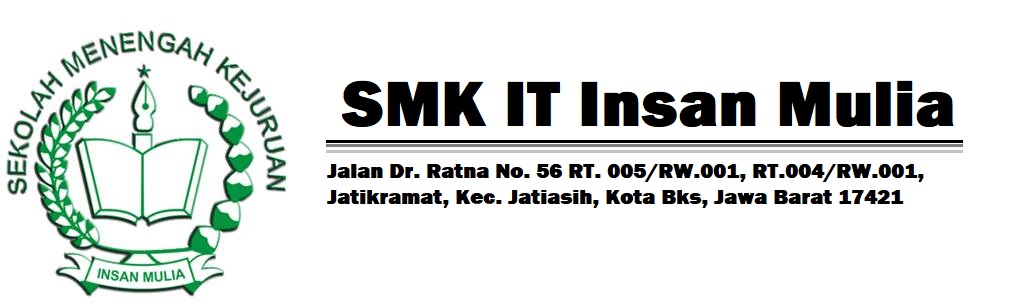 SEKOLAH MENENGAH KEJURUAN
INSAN MULIA
SMK IT Insan Mulia
Jalan Dr. Ratna No. 56 RT. 005/RW.001, RT.004/RW.001,
Jatikramat, Kec. Jatiasih, Kota Bks, Jawa Barat 17421